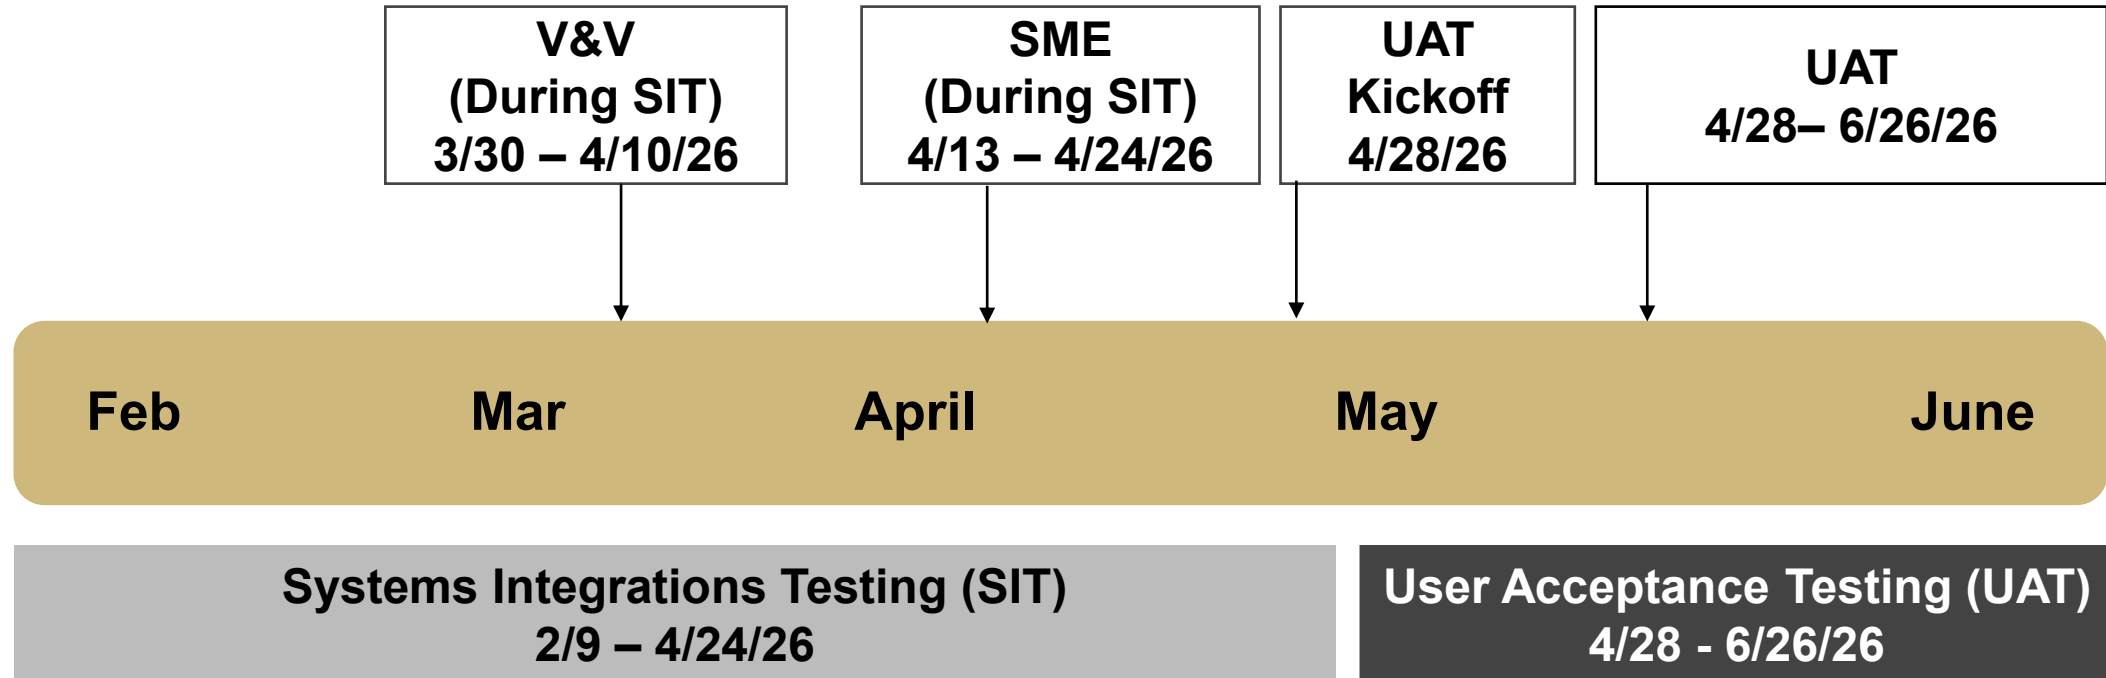 V&V
(During SIT)
3/30 – 4/10/26
SME
(During SIT)
4/13 – 4/24/26
UAT
Kickoff
4/28/26
UAT
4/28– 6/26/26
Feb
Mar
April
May
June
Systems Integrations Testing (SIT)
2/9 – 4/24/26
User Acceptance Testing (UAT)
4/28 - 6/26/26